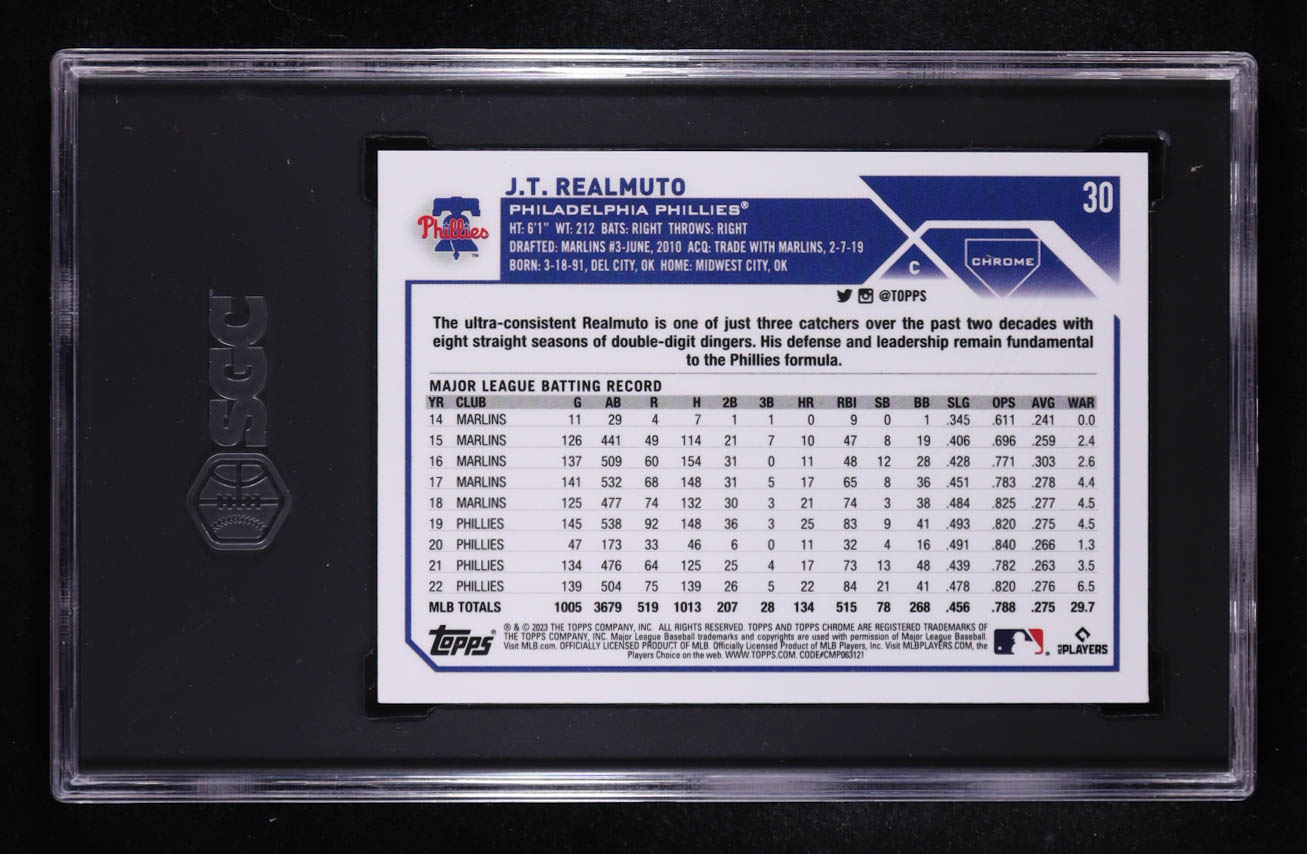 SGC
J.T. REALMUTO
30
Phillies
PHILADELPHIA PHILLIES®
HT: 6'1" WT: 212 BATS: RIGHT THROWS: RIGHT
DRAFTED: MARLINS #3-JUNE, 2010 ACQ: TRADE WITH MARLINS, 2-7-19
BORN: 3-18-91, DEL CITY, OK HOME: MIDWEST CITY, OK
C
CHROME
@TOPPS
The ultra-consistent Realmuto is one of just three catchers over the past two decades with
eight straight seasons of double-digit dingers. His defense and leadership remain fundamental
to the Phillies formula.
MAJOR LEAGUE BATTING RECORD
YR CLUB G AB R H 2B 3B HR RBI SB BB SLG OPS AVG WAR
14 MARLINS 11 29 4 7 1 1 0 9 0 1 .345 .611 .241 0.0
15 MARLINS 126 441 49 114 21 7 10 47 8 19 .406 .696 .259 2.4
16 MARLINS 137 509 60 154 31 0 11 48 12 28 .428 .771 .303 2.6
17 MARLINS 141 532 68 148 31 5 17 65 8 36 .451 .783 .278 4.4
18 MARLINS 125 477 74 132 30 3 21 74 3 38 .484 .825 .277 4.5
19 PHILLIES 145 538 92 148 36 3 25 83 9 41 .493 .820 .275 4.5
20 PHILLIES 47 173 33 46 6 0 11 32 4 16 .491 .840 .266 1.3
21 PHILLIES 134 476 64 125 25 4 17 73 13 48 .439 .782 .263 3.5
22 PHILLIES 139 504 75 139 26 5 22 84 21 41 .478 .820 .276 6.5
MLB TOTALS 1005 3679 519 1013 207 28 134 515 78 268 .456 .788 .275 29.7
topps®
® & © 2023 THE TOPPS COMPANY, INC. ALL RIGHTS RESERVED. TOPPS AND TOPPS CHROME ARE REGISTERED TRADEMARKS OF
THE TOPPS COMPANY, INC. Major League Baseball trademarks and copyrights are used with permission of Major League Baseball.
Visit MLB.com. OFFICIALLY LICENSED PRODUCT OF MLB. Officially Licensed Product of MLB Players, Inc. Visit MLBPLAYERS.COM, the
Players Choice on the web. WWW.TOPPS.COM. CODE#CMP063121
MLB PLAYERS